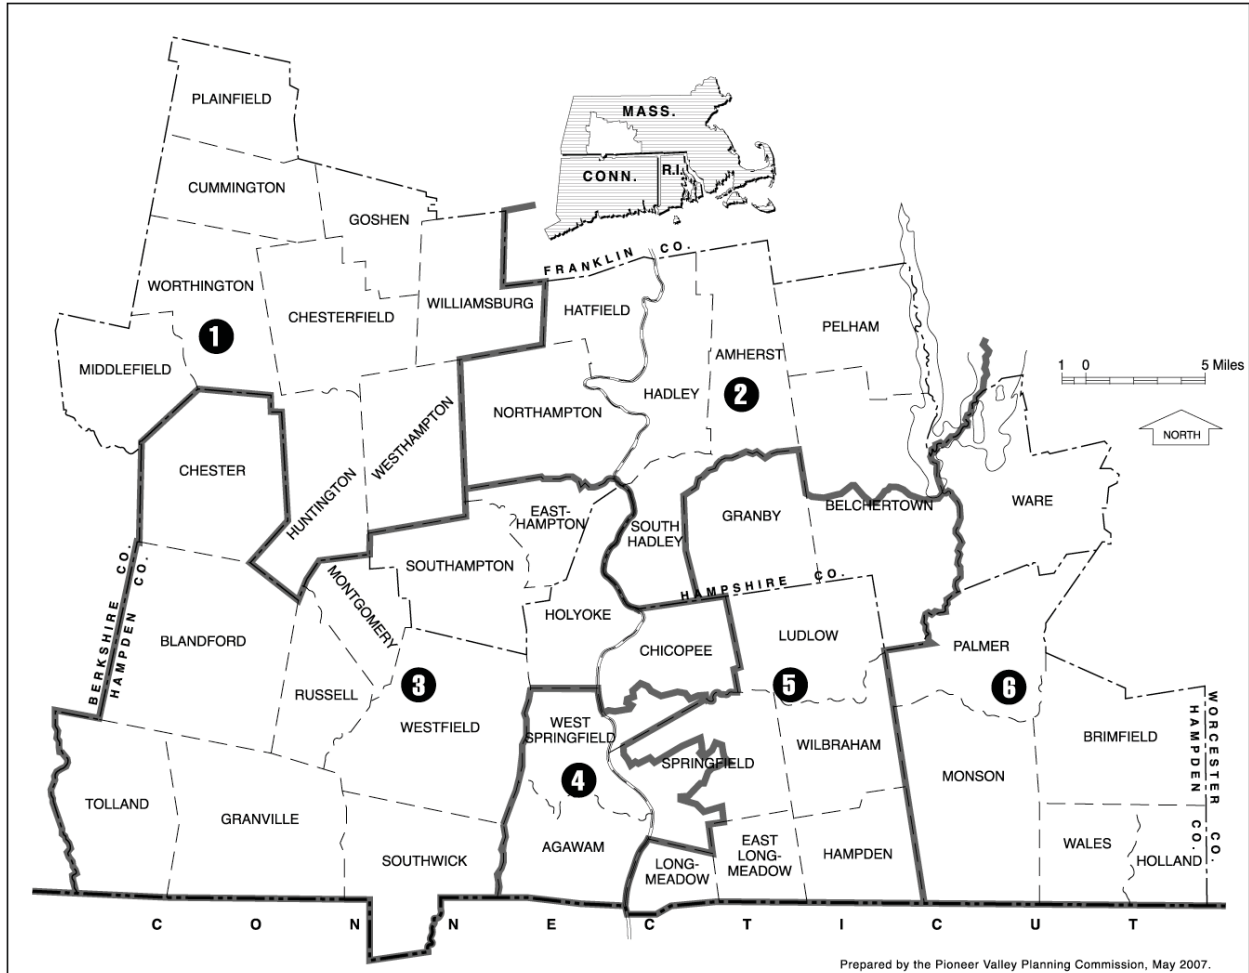 PLAINFIELD
CUMMINGTON
GOSHEN
MASS.
CONN.
R.I.
FRANKLIN CO.
WORTHINGTON
1
CHESTERFIELD
WILLIAMSBURG
HATFIELD
MIDDLEFIELD
AMHERST
PELHAM
HADLEY
2
1 0 5 Miles
NORTH
NORTHAMPTON
WESTHAMPTON
CHESTER
HUNTINGTON
EAST-
HAMPTON
SOUTH
HADLEY
GRANBY
BELCHERTOWN
WARE
SOUTHAMPTON
HAMPSHIRE CO.
BERKSHIRE CO.
HAMPDEN CO.
MONTGOMERY
BLANDFORD
HOLYOKE
CHICOPEE
LUDLOW
PALMER
RUSSELL
3
5
6
WESTFIELD
WEST
SPRINGFIELD
4
SPRINGFIELD
WILBRAHAM
MONSON
BRIMFIELD
WORCESTER CO.
HAMPDEN CO.
TOLLAND
GRANVILLE
SOUTHWICK
AGAWAM
LONG-
MEADOW
EAST
LONG-
MEADOW
HAMPDEN
WALES
HOLLAND
CONNECTICUT
Prepared by the Pioneer Valley Planning Commission, May 2007.